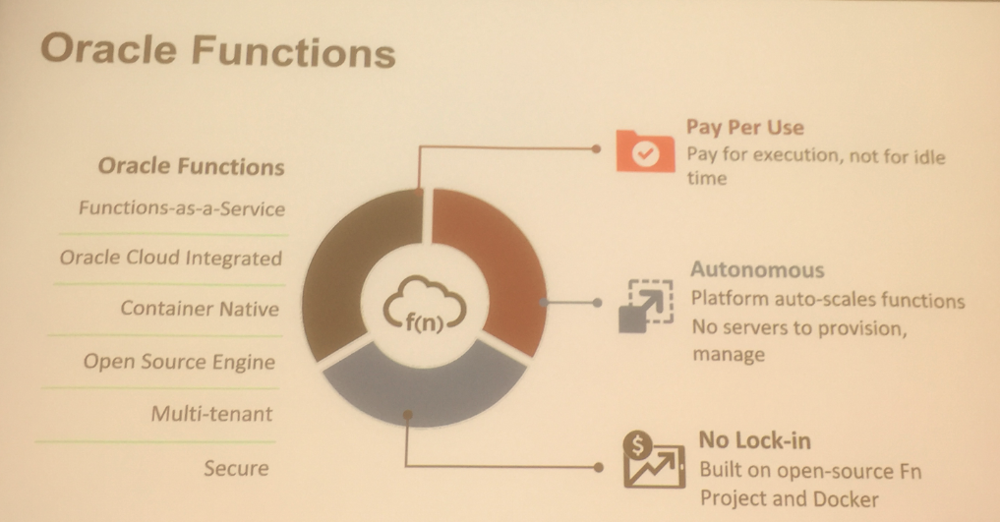 Oracle Functions
Oracle Functions
Functions-as-a-Service
Oracle Cloud Integrated
Container Native
Open Source Engine
Multi-tenant
Secure
f(n)
Pay Per Use
Pay for execution, not for idle
time
Autonomous
Platform auto-scales functions
No servers to provision,
manage
$
No Lock-in
Built on open-source Fn
Project and Docker